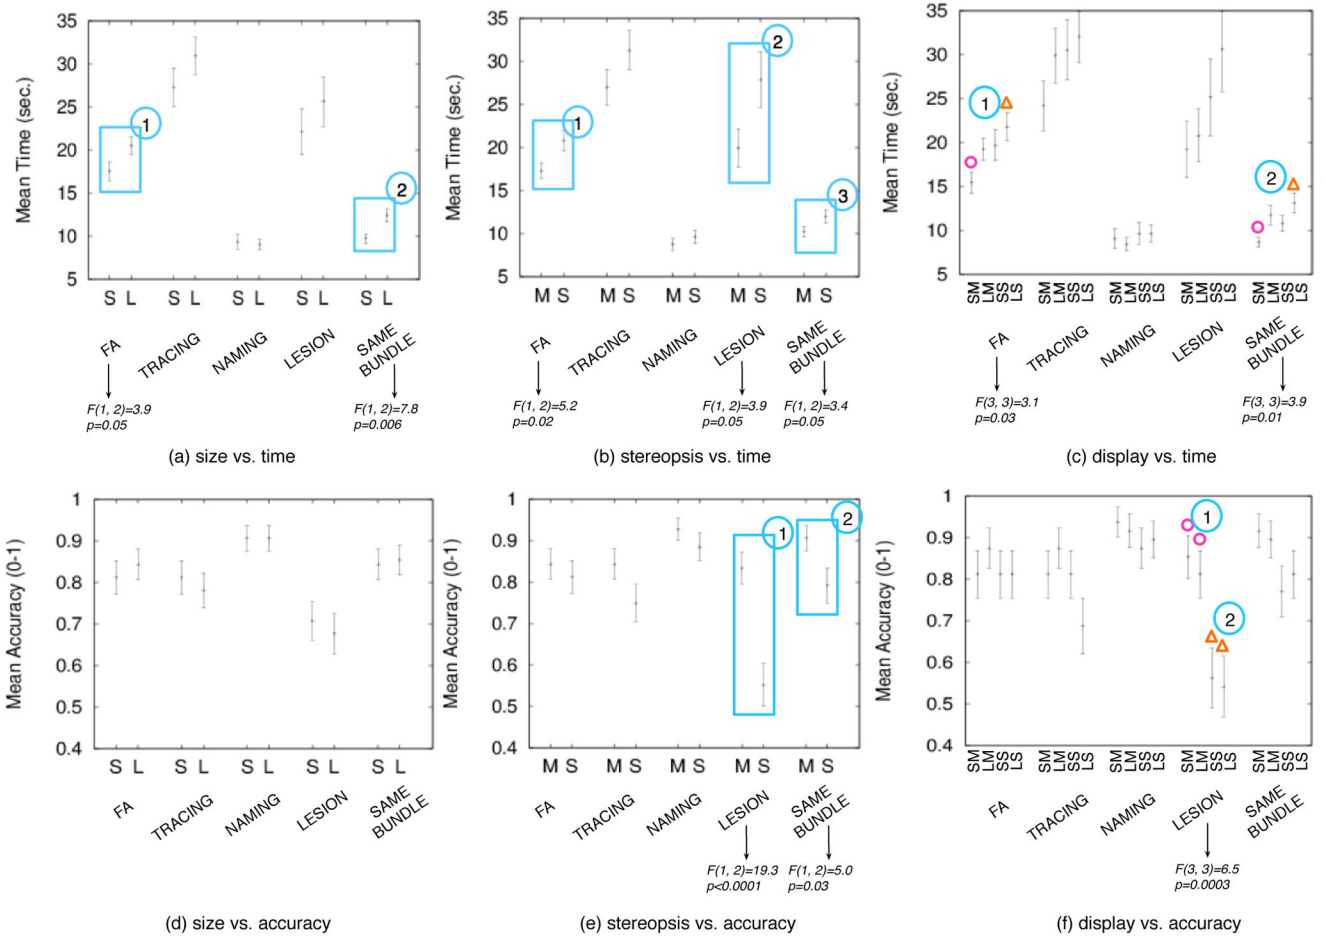 35
30
25
20
15
10
5
Mean Time (sec.)
1
2
S L S L S L S L S L
FA
TRACING
NAMING
LESION
SAME
BUNDLE
F(1, 2)=3.9
p=0.05
F(1, 2)=7.8
p=0.006
(a) size vs. time
35
30
25
20
15
10
5
Mean Time (sec.)
1
2
3
M S M S M S M S M S
FA
TRACING
NAMING
LESION
SAME
BUNDLE
F(1, 2)=5.2
p=0.02
F(1, 2)=3.9
p=0.05
F(1, 2)=3.4
p=0.05
(b) stereopsis vs. time
35
30
25
20
15
10
5
Mean Time (sec.)
1
2
SM LM SS LS SM LM SS LS SM LM SS LS SM LM SS LS SM LM SS LS
FA
TRACING
NAMING
LESION
SAME
BUNDLE
F(3, 3)=3.1
p=0.03
F(3, 3)=3.9
p=0.01
(c) display vs. time
1
0.9
0.8
0.7
0.6
0.5
0.4
Mean Accuracy (0-1)
S L S L S L S L S L
FA
TRACING
NAMING
LESION
SAME
BUNDLE
(d) size vs. accuracy
1
0.9
0.8
0.7
0.6
0.5
0.4
Mean Accuracy (0-1)
1
2
M S M S M S M S M S
FA
TRACING
NAMING
LESION
SAME
BUNDLE
F(1, 2)=19.3
p<0.0001
F(1, 2)=5.0
p=0.03
(e) stereopsis vs. accuracy
1
0.9
0.8
0.7
0.6
0.5
0.4
Mean Accuracy (0-1)
1
2
SM LM SS LS SM LM SS LS SM LM SS LS SM LM SS LS SM LM SS LS
FA
TRACING
NAMING
LESION
SAME
BUNDLE
F(3, 3)=6.5
p=0.0003
(f) display vs. accuracy